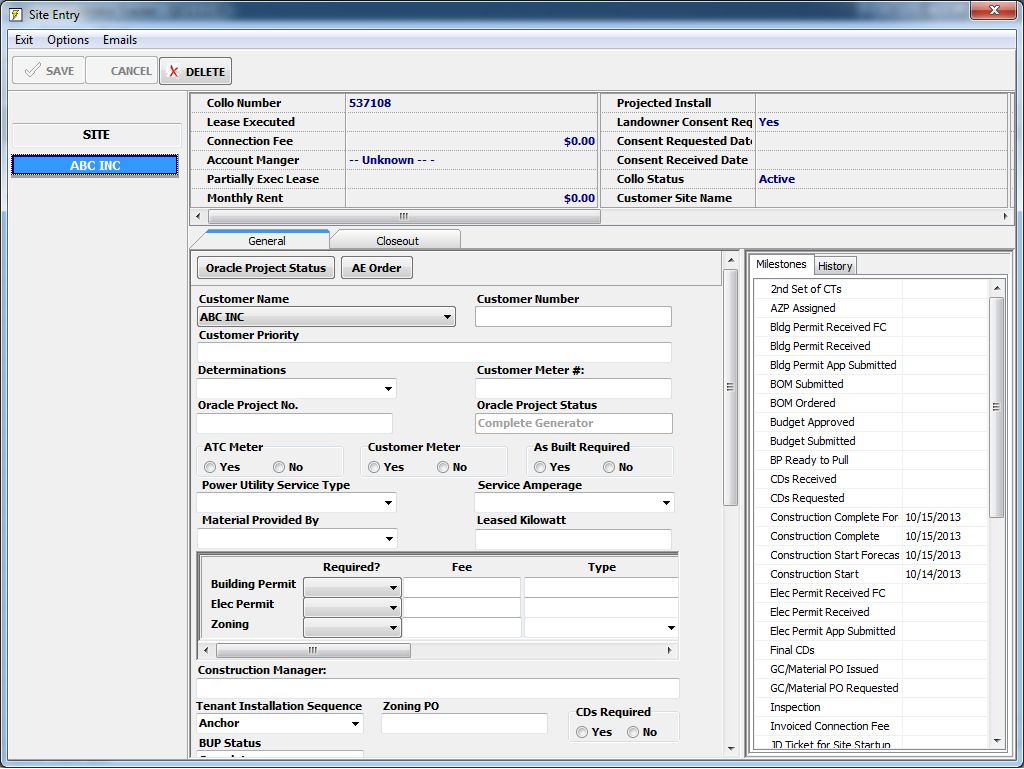 Site Entry
Exit Options Emails
SAVE CANCEL DELETE
SITE
ABC INC
Collo Number 537108
Lease Executed
Connection Fee $0.00
Account Manger -- Unknown -- -
Partially Exec Lease
Monthly Rent $0.00
Projected Install
Landowner Consent Req Yes
Consent Requested Date
Consent Received Date
Collo Status Active
Customer Site Name
General Closeout
Oracle Project Status AE Order
Customer Name Customer Number
ABC INC
Customer Priority
Determinations Customer Meter #:
Oracle Project No. Oracle Project Status
Complete Generator
ATC Meter Customer Meter As Built Required
Yes No Yes No Yes No
Power Utility Service Type Service Amperage
Material Provided By Leased Kilowatt
Required? Fee Type
Building Permit
Elec Permit
Zoning
Construction Manager:
Tenant Installation Sequence Zoning PO CDs Required
Anchor Yes No
BUP Status
Milestones History
2nd Set of CTs
AZP Assigned
Bldg Permit Received FC
Bldg Permit Received
Bldg Permit App Submitted
BOM Submitted
BOM Ordered
Budget Approved
Budget Submitted
BP Ready to Pull
CDs Received
CDs Requested
Construction Complete For 10/15/2013
Construction Complete 10/15/2013
Construction Start Forecas 10/15/2013
Construction Start 10/14/2013
Elec Permit Received FC
Elec Permit Received
Elec Permit App Submitted
Final CDs
GC/Material PO Issued
GC/Material PO Requested
Inspection
Invoiced Connection Fee
JD Ticket for Site Startup